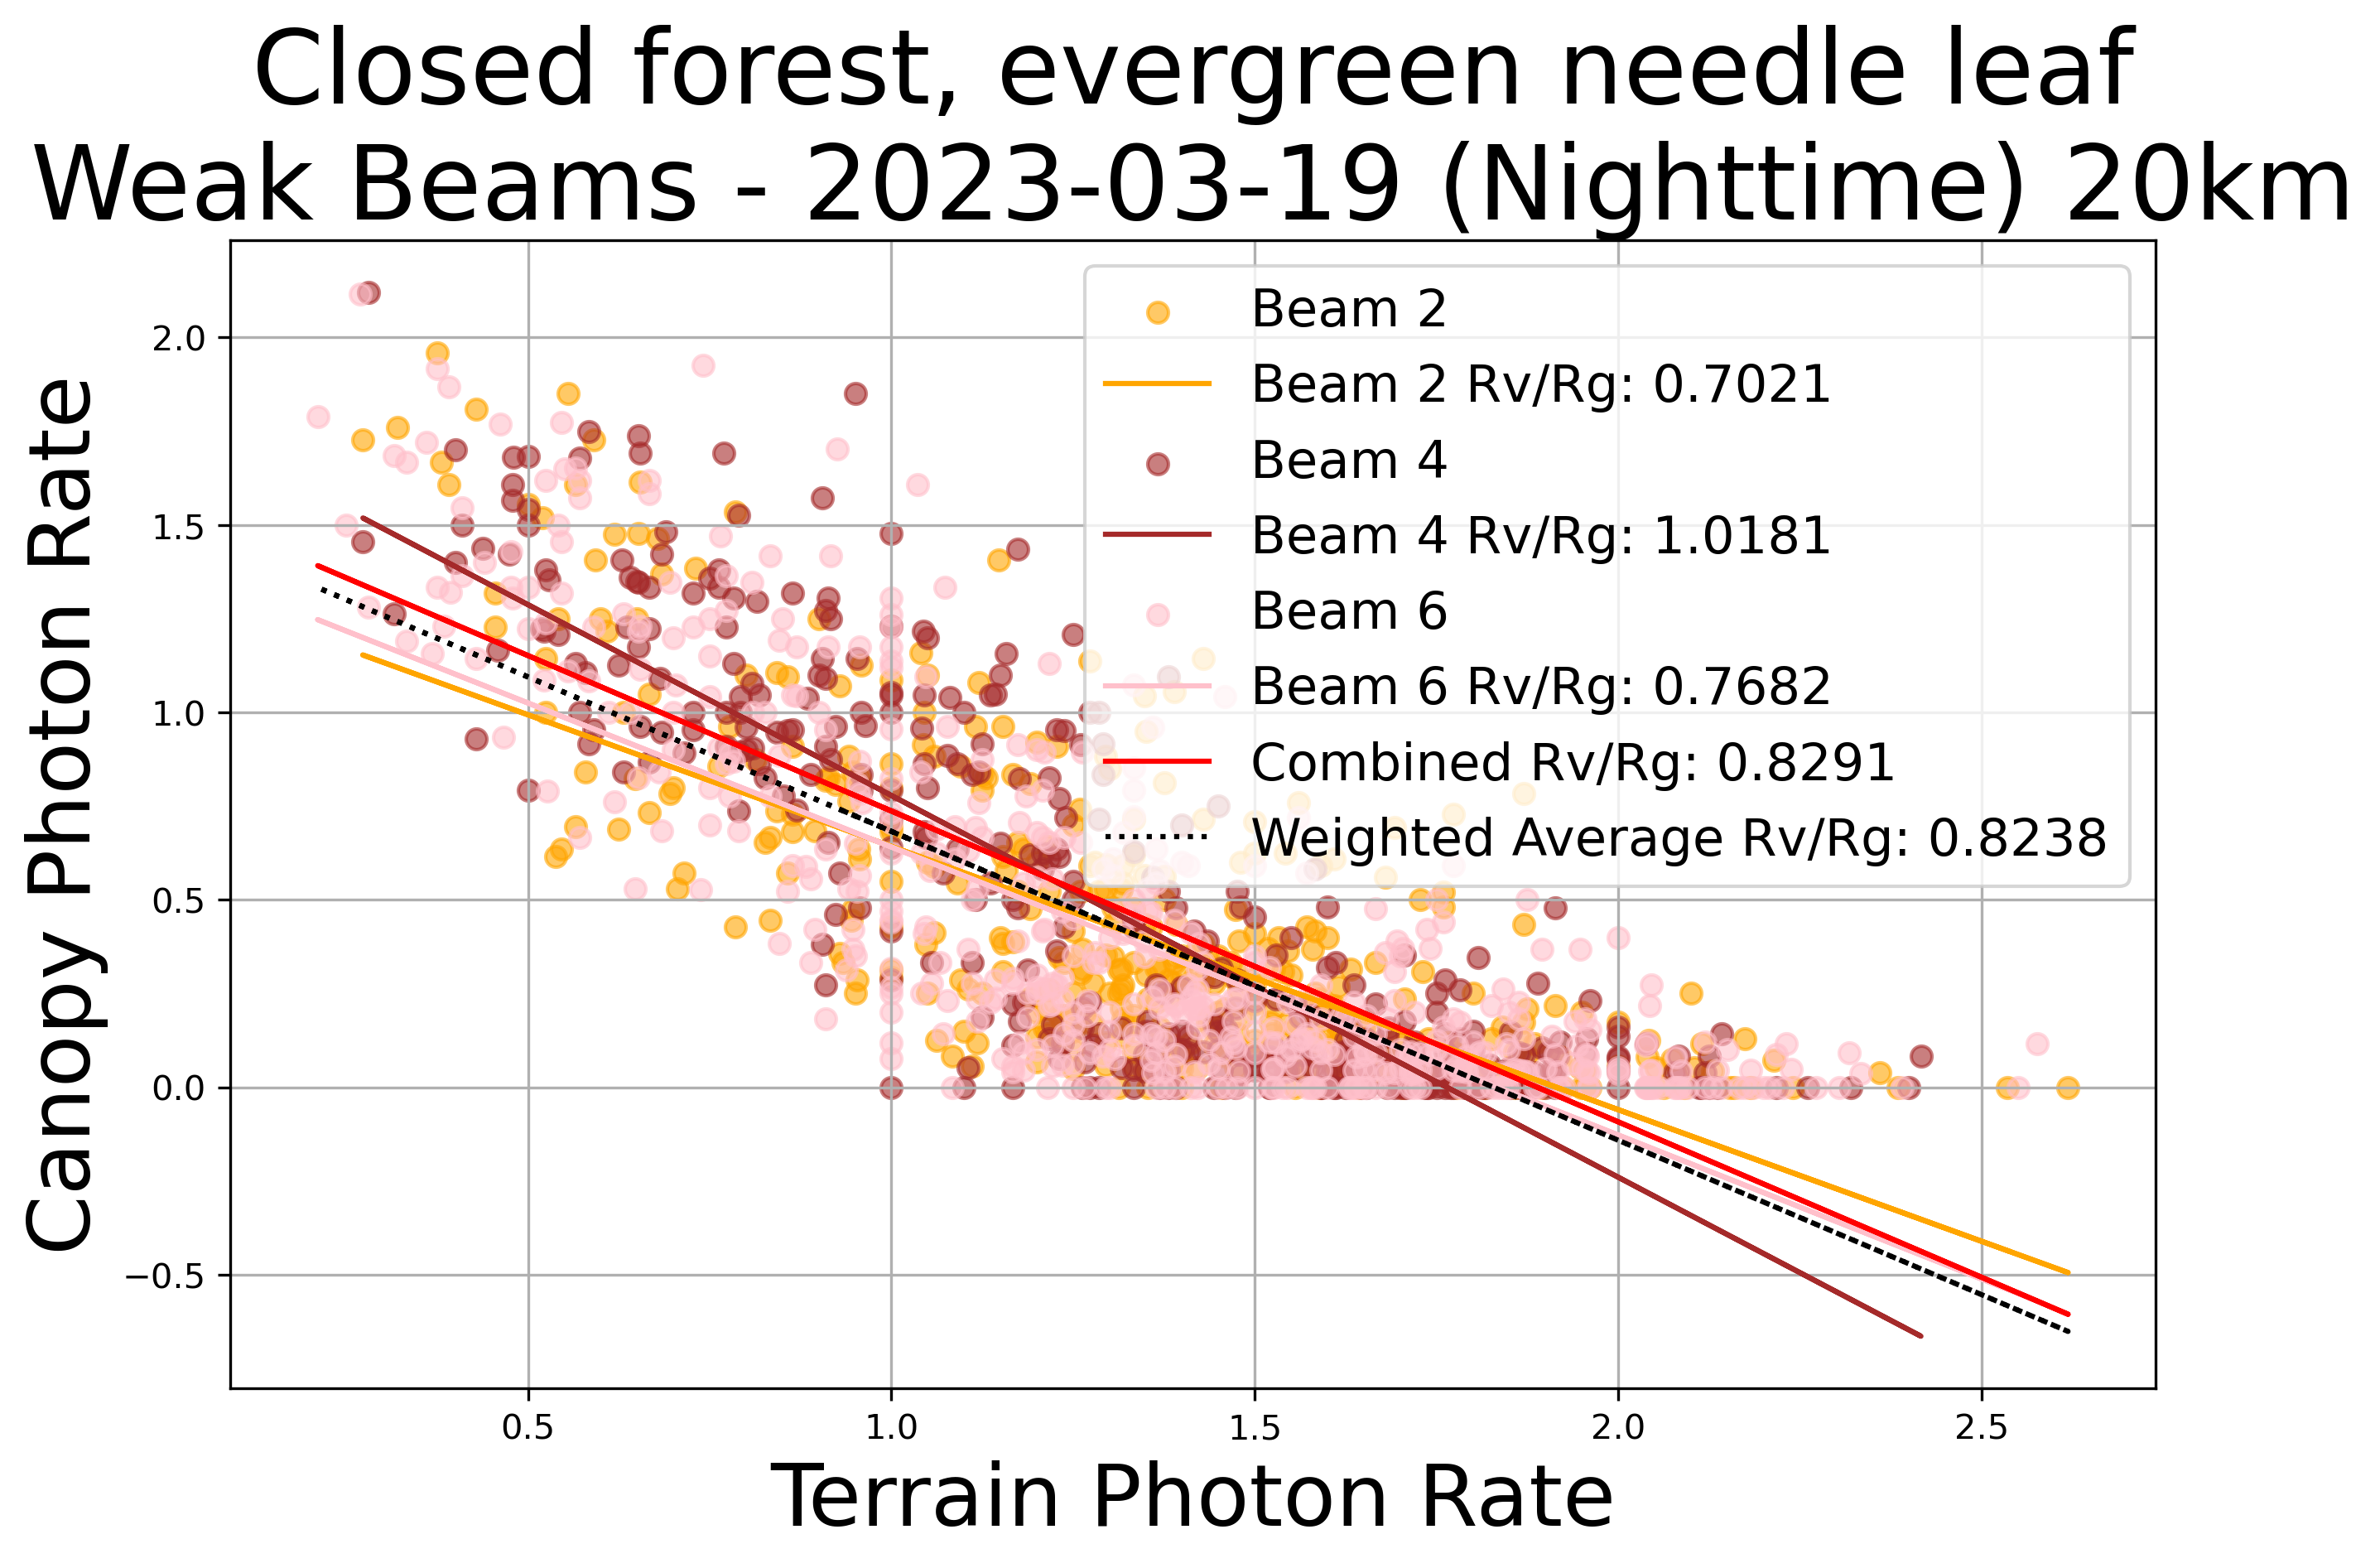 Closed forest, evergreen needle leaf
Weak Beams - 2023-03-19 (Nighttime) 20km
Canopy Photon Rate
2.0
1.5
1.0
0.5
0.0
−0.5
Beam 2
Beam 2 Rv/Rg: 0.7021
Beam 4
Beam 4 Rv/Rg: 1.0181
Beam 6
Beam 6 Rv/Rg: 0.7682
Combined Rv/Rg: 0.8291
Weighted Average Rv/Rg: 0.8238
0.5 1.0 1.5 2.0 2.5
Terrain Photon Rate